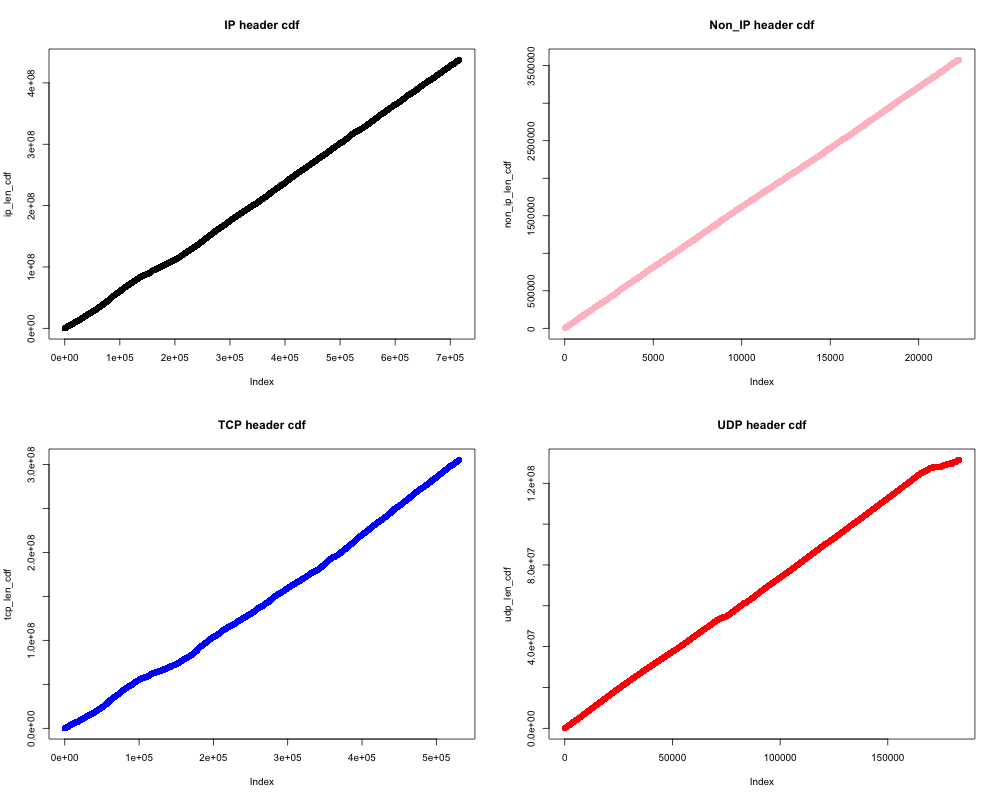 IP header cdf
ip_len_cdf
0e+00 1e+08 2e+08 3e+08 4e+08
0e+00 1e+05 2e+05 3e+05 4e+05 5e+05 6e+05 7e+05
Index
Non_IP header cdf
non_ip_len_cdf
0 500000 1500000 2500000 3500000
0 5000 10000 15000 20000
Index
TCP header cdf
tcp_len_cdf
0.0e+00 1.0e+08 2.0e+08 3.0e+08
0e+00 1e+05 2e+05 3e+05 4e+05 5e+05
Index
UDP header cdf
udp_len_cdf
0.0e+00 4.0e+07 8.0e+07 1.2e+08
0 50000 100000 150000
Index